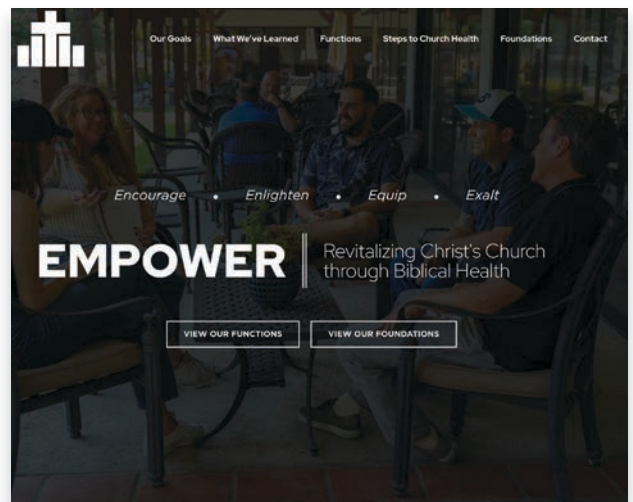 Our Goals What We've Learned Functions Steps to Church Health Foundations Contact
Encourage • Enlighten • Equip • Exalt
EMPOWER
Revitalizing Christ's Church
through Biblical Health
VIEW OUR FUNCTIONS VIEW OUR FOUNDATIONS